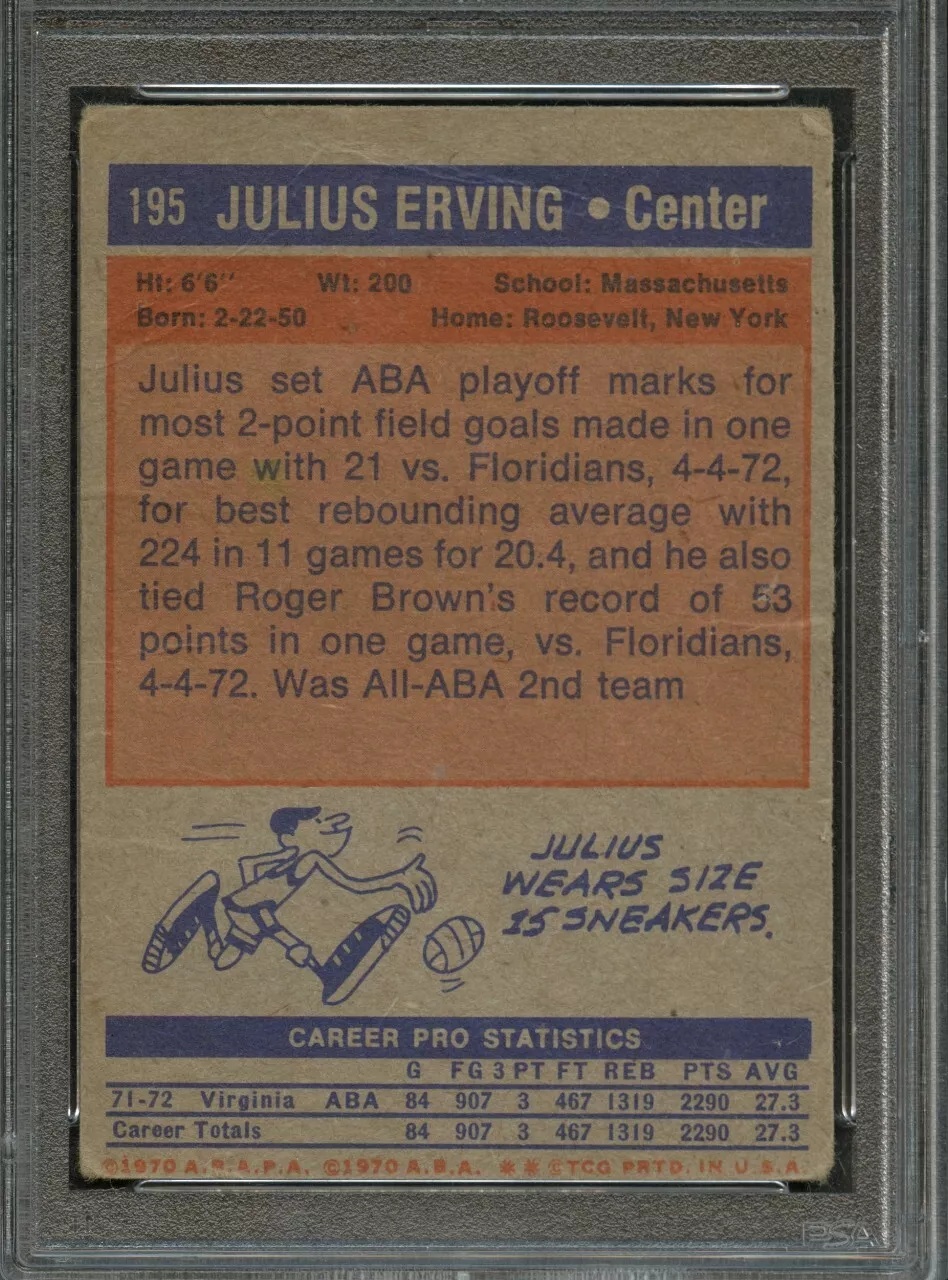 195 JULIUS ERVING • Center
Ht: 6'6'' Wt: 200 School: Massachusetts
Born: 2-22-50 Home: Roosevelt, New York
Julius set ABA playoff marks for
most 2-point field goals made in one
game with 21 vs. Floridians, 4-4-72,
for best rebounding average with
224 in 11 games for 20.4, and he also
tied Roger Brown's record of 53
points in one game, vs. Floridians,
4-4-72. Was All-ABA 2nd team
JULIUS
WEARS SIZE
15 SNEAKERS.
CAREER PRO STATISTICS
G FG 3 PT FT REB PTS AVG
71-72 Virginia ABA 84 907 3 467 1319 2290 27.3
Career Totals 84 907 3 467 1319 2290 27.3
©1970 A.B.A.P.A. ©1970 A.B.A. ** ©TCG PRTD. IN U.S.A.
PSA